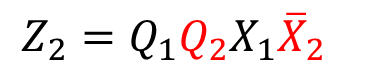 Z₂ = Q₁Q₂X₁X̅₂